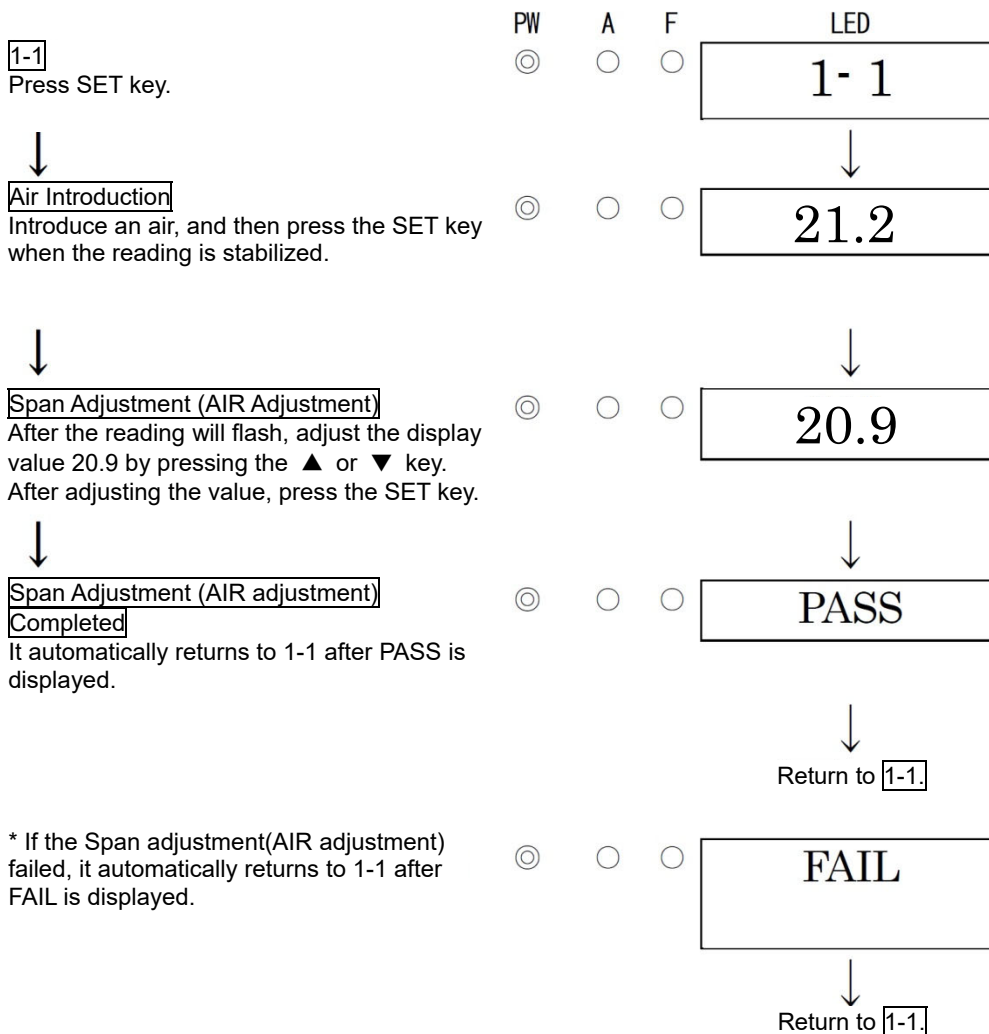 PW A F LED
1-1
Press SET key.
1- 1
Air Introduction
Introduce an air, and then press the SET key
when the reading is stabilized.
21.2
Span Adjustment (AIR Adjustment)
After the reading will flash, adjust the display
value 20.9 by pressing the ▲ or ▼ key.
After adjusting the value, press the SET key.
20.9
Span Adjustment (AIR adjustment)
Completed
It automatically returns to 1-1 after PASS is
displayed.
PASS
Return to 1-1.
* If the Span adjustment(AIR adjustment)
failed, it automatically returns to 1-1 after
FAIL is displayed.
FAIL
Return to 1-1.